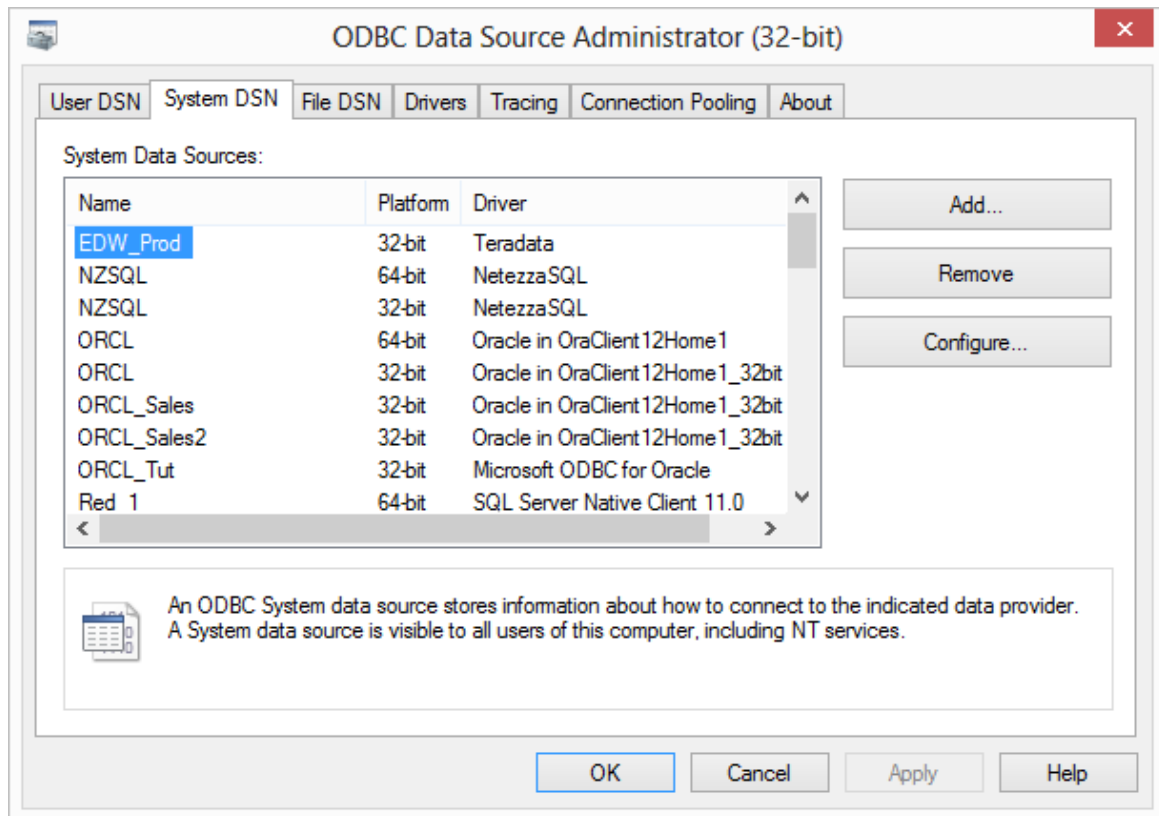 ODBC Data Source Administrator (32-bit)
User DSN System DSN File DSN Drivers Tracing Connection Pooling About
System Data Sources:
Name Platform Driver
EDW_Prod 32-bit Teradata
NZSQL 64-bit NetezzaSQL
NZSQL 32-bit NetezzaSQL
ORCL 64-bit Oracle in OraClient12Home1
ORCL 32-bit Oracle in OraClient12Home1_32bit
ORCL_Sales 32-bit Oracle in OraClient12Home1_32bit
ORCL_Sales2 32-bit Oracle in OraClient12Home1_32bit
ORCL_Tut 32-bit Microsoft ODBC for Oracle
Red_1 64-bit SQL Server Native Client 11.0
Add...
Remove
Configure...
An ODBC System data source stores information about how to connect to the indicated data provider.
A System data source is visible to all users of this computer, including NT services.
OK Cancel Apply Help